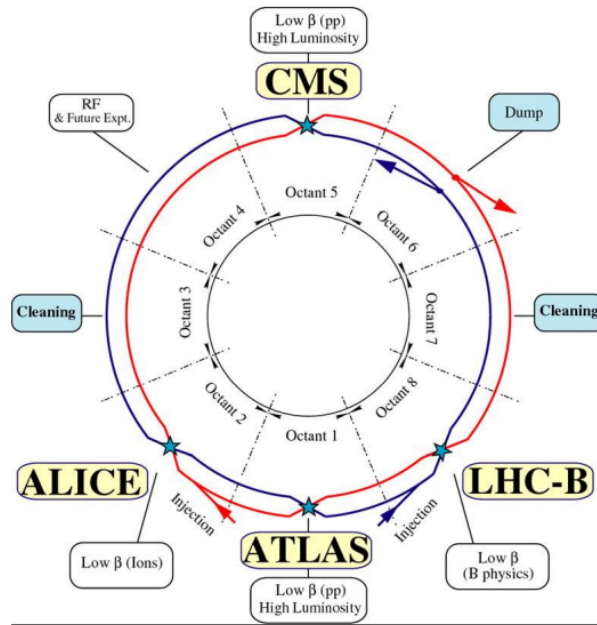 Low β (pp)
High Luminosity
CMS
RF
& Future Expt.
Dump
Octant 5
Octant 4
Octant 6
Cleaning
Octant 3
Octant 7
Cleaning
Octant 2
Octant 8
Octant 1
ALICE
LHC-B
Injection
Injection
ATLAS
Low β (Ions)
Low β
(B physics)
Low β (pp)
High Luminosity